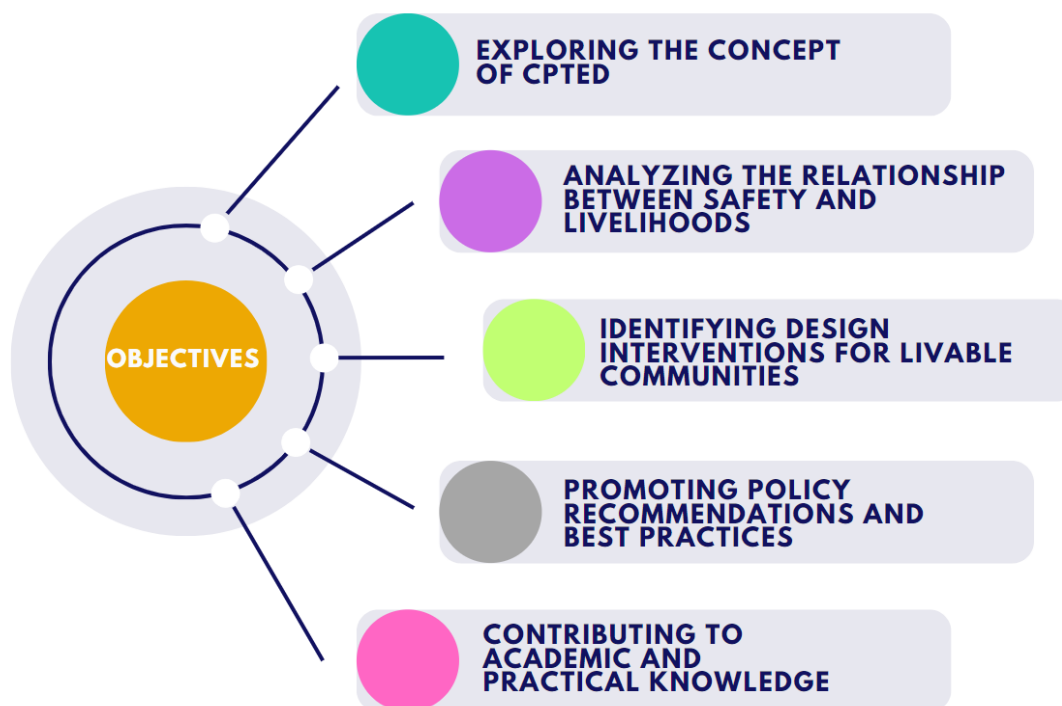 EXPLORING THE CONCEPT
OF CPTED
ANALYZING THE RELATIONSHIP
BETWEEN SAFETY AND
LIVELIHOODS
OBJECTIVES
IDENTIFYING DESIGN
INTERVENTIONS FOR LIVABLE
COMMUNITIES
PROMOTING POLICY
RECOMMENDATIONS AND
BEST PRACTICES
CONTRIBUTING TO
ACADEMIC AND
PRACTICAL KNOWLEDGE